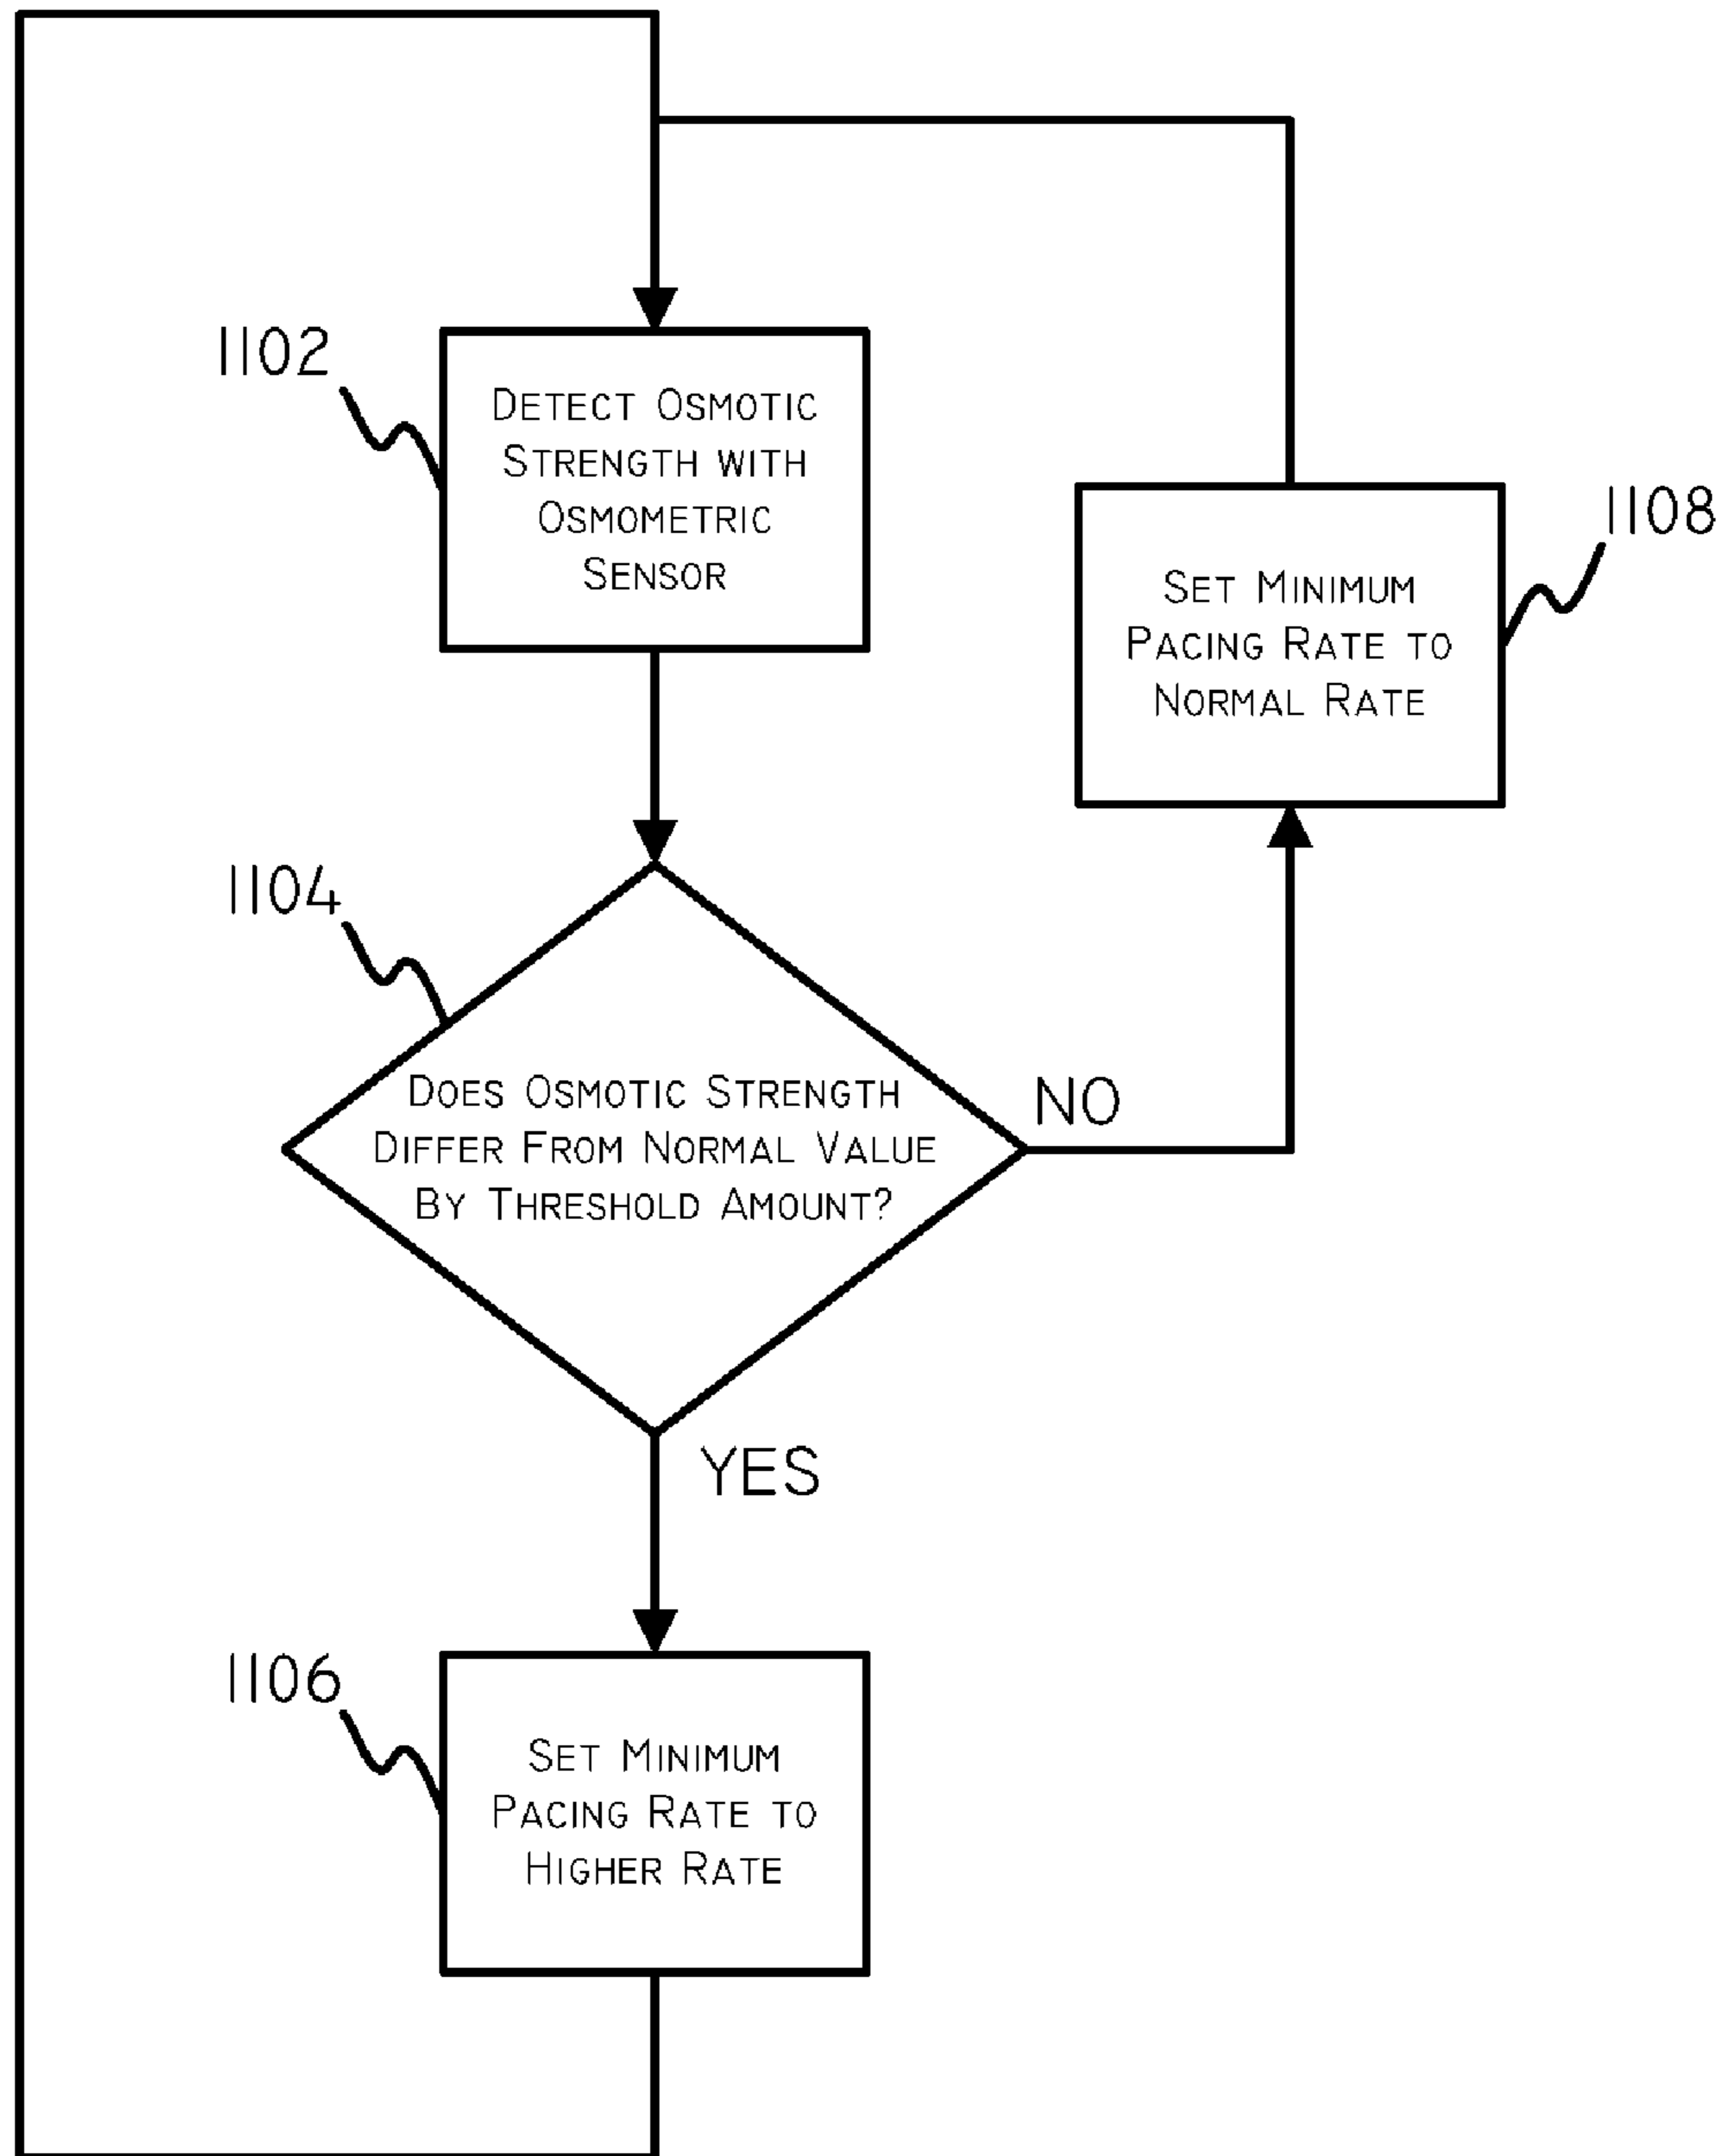 1102
Detect Osmotic
Strength with
Osmometric
Sensor
1108
Set Minimum
Pacing Rate to
Normal Rate
1104
Does Osmotic Strength
Differ From Normal Value
By Threshold Amount?
NO
YES
1106
Set Minimum
Pacing Rate to
Higher Rate